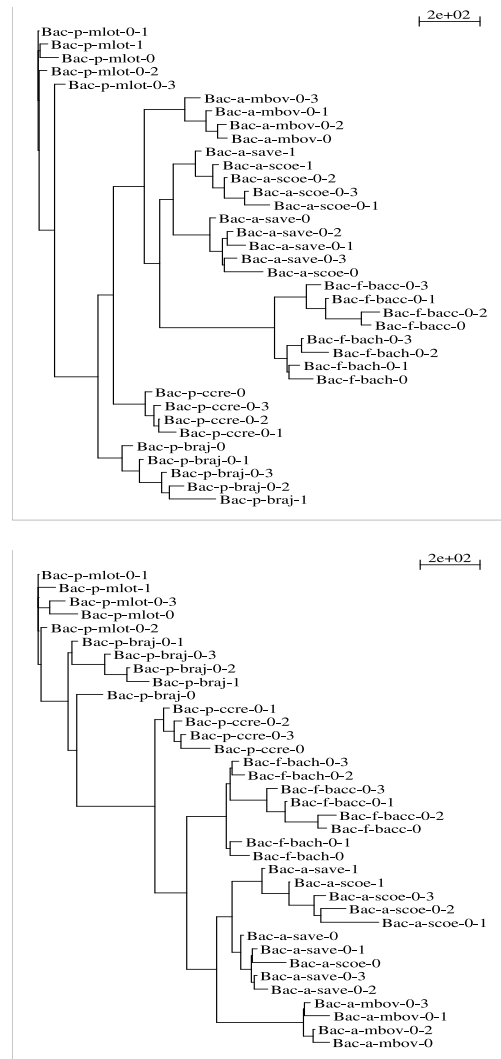 2e+02
Bac-p-mlot-0-1
Bac-p-mlot-1
Bac-p-mlot-0
Bac-p-mlot-0-2
Bac-p-mlot-0-3
Bac-a-mbov-0-3
Bac-a-mbov-0-1
Bac-a-mbov-0-2
Bac-a-mbov-0
Bac-a-save-1
Bac-a-scoe-1
Bac-a-scoe-0-2
Bac-a-scoe-0-3
Bac-a-scoe-0-1
Bac-a-save-0
Bac-a-save-0-2
Bac-a-save-0-1
Bac-a-save-0-3
Bac-a-scoe-0
Bac-f-bacc-0-3
Bac-f-bacc-0-1
Bac-f-bacc-0-2
Bac-f-bacc-0
Bac-f-bach-0-3
Bac-f-bach-0-2
Bac-f-bach-0-1
Bac-f-bach-0
Bac-p-ccre-0
Bac-p-ccre-0-3
Bac-p-ccre-0-2
Bac-p-ccre-0-1
Bac-p-braj-0
Bac-p-braj-0-1
Bac-p-braj-0-3
Bac-p-braj-0-2
Bac-p-braj-1
2e+02
Bac-p-mlot-0-1
Bac-p-mlot-1
Bac-p-mlot-0-3
Bac-p-mlot-0
Bac-p-mlot-0-2
Bac-p-braj-0-1
Bac-p-braj-0-3
Bac-p-braj-0-2
Bac-p-braj-1
Bac-p-braj-0
Bac-p-ccre-0-1
Bac-p-ccre-0-2
Bac-p-ccre-0-3
Bac-p-ccre-0
Bac-f-bach-0-3
Bac-f-bach-0-2
Bac-f-bacc-0-3
Bac-f-bacc-0-1
Bac-f-bacc-0-2
Bac-f-bacc-0
Bac-f-bach-0-1
Bac-f-bach-0
Bac-a-save-1
Bac-a-scoe-1
Bac-a-scoe-0-3
Bac-a-scoe-0-2
Bac-a-scoe-0-1
Bac-a-save-0
Bac-a-save-0-1
Bac-a-scoe-0
Bac-a-save-0-3
Bac-a-save-0-2
Bac-a-mbov-0-3
Bac-a-mbov-0-1
Bac-a-mbov-0-2
Bac-a-mbov-0